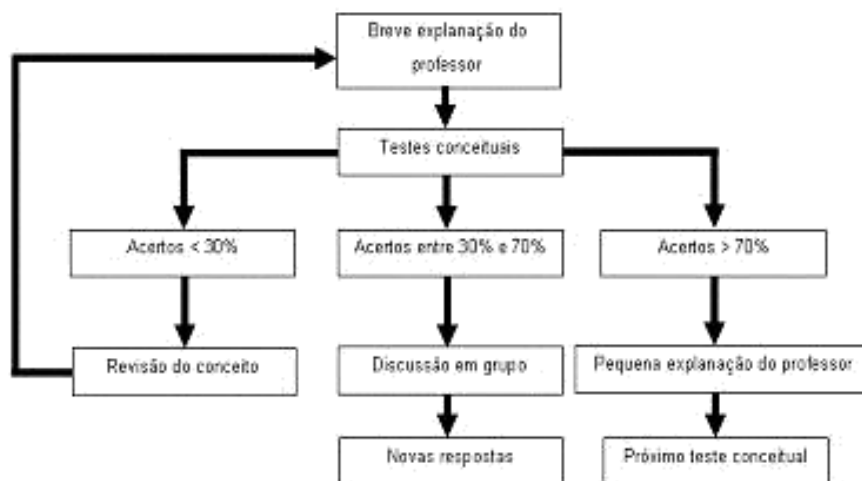 Breve explanação do
professor
Testes conceituais
Acertos < 30%
Acertos entre 30% e 70%
Acertos > 70%
Revisão do conceito
Discussão em grupo
Pequena explanação do professor
Novas respostas
Próximo teste conceitual